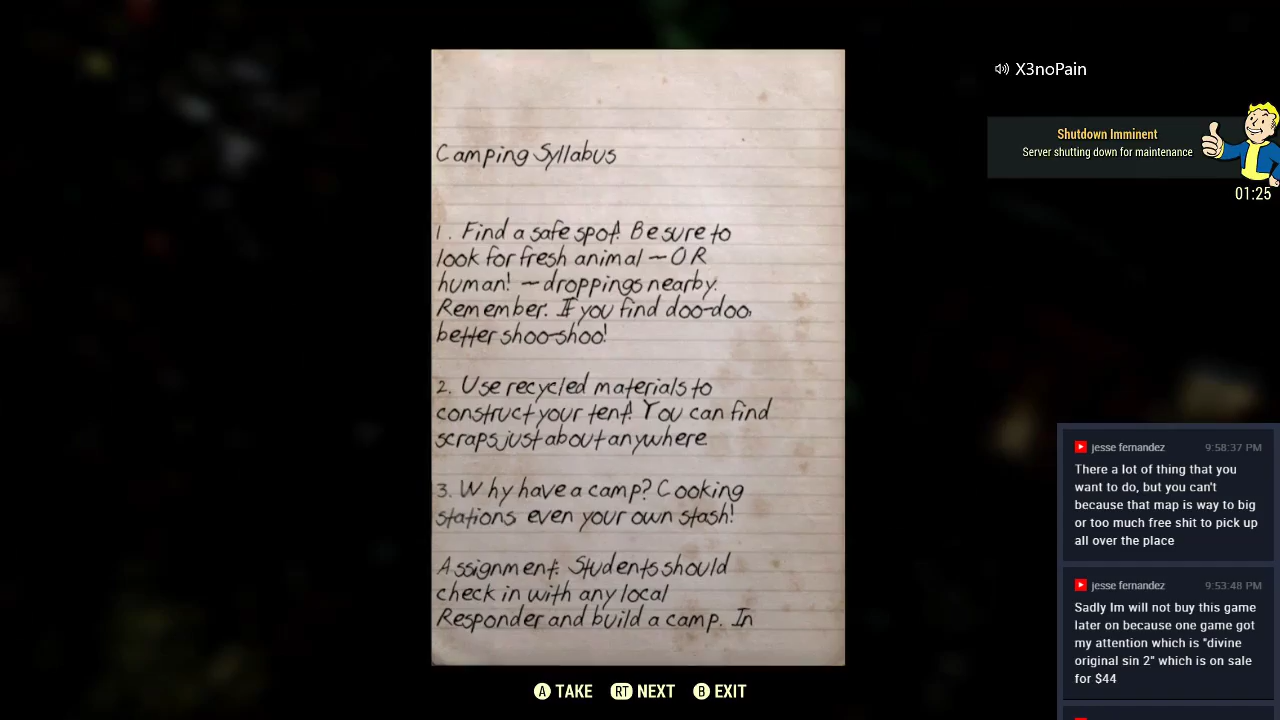 Camping Syllabus
1. Find a safe spot! Be sure to
look for fresh animal - OR
human! - droppings nearby.
Remember: If you find doo-doo,
better shoo-shoo!
2. Use recycled materials to
construct your tent! You can find
scraps just about anywhere.
3. Why have a camp? Cooking
stations even your own stash!
Assignment: Students should
check in with any local
Responder and build a camp. In
A TAKE RT NEXT B EXIT
X3noPain
Shutdown Imminent
Server shutting down for maintenance
01:25
jesse fernandez 9:58:37 PM
There a lot of thing that you
want to do, but you can't
because that map is way to big
or too much free shit to pick up
all over the place
jesse fernandez 9:53:48 PM
Sadly Im will not buy this game
later on because one game got
my attention which is "divine
original sin 2" which is on sale
for $44